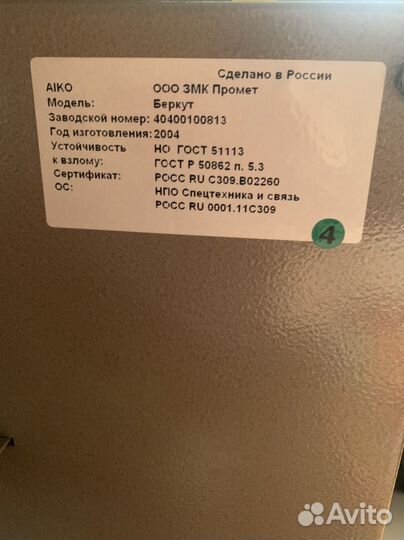 Сделано в России
AIKO ООО ЗМК Промет
Модель: Беркут
Заводской номер: 40400100813
Год изготовления: 2004
Устойчивость НО ГОСТ 51113
к взлому: ГОСТ Р 50862 п. 5.3
Сертификат: РОСС RU С309.В02260
ОС: НПО Спецтехника и связь
РОСС RU 0001.11С309
4
Avito